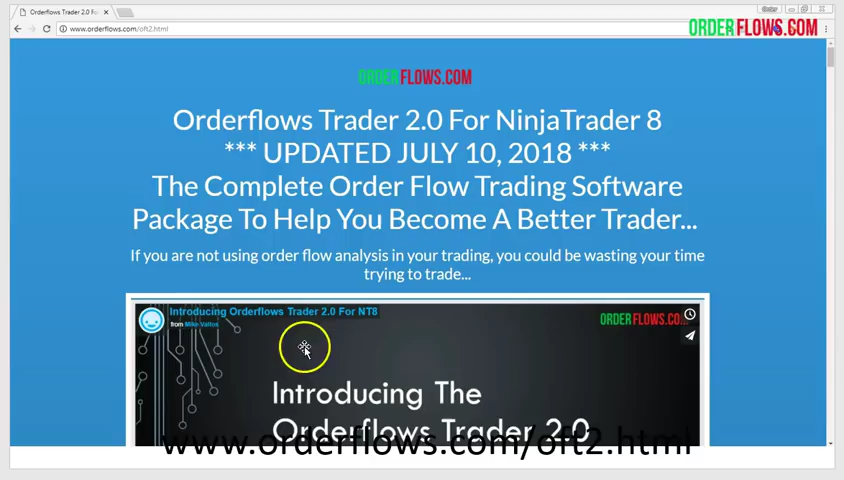 Orderflows Trader 2.0 Fo
www.orderflows.com/oft2.html
ORDERFLOWS.COM
ORDERFLOWS.COM
Orderflows Trader 2.0 For NinjaTrader 8
*** UPDATED JULY 10, 2018 ***
The Complete Order Flow Trading Software
Package To Help You Become A Better Trader...
If you are not using order flow analysis in your trading, you could be wasting your time
trying to trade...
Introducing Orderflows Trader 2.0 For NT8
from Mike Valtos
ORDERFLOWS.CO...
Introducing The
Orderflows Trader 2.0
www.orderflows.com/oft2.html